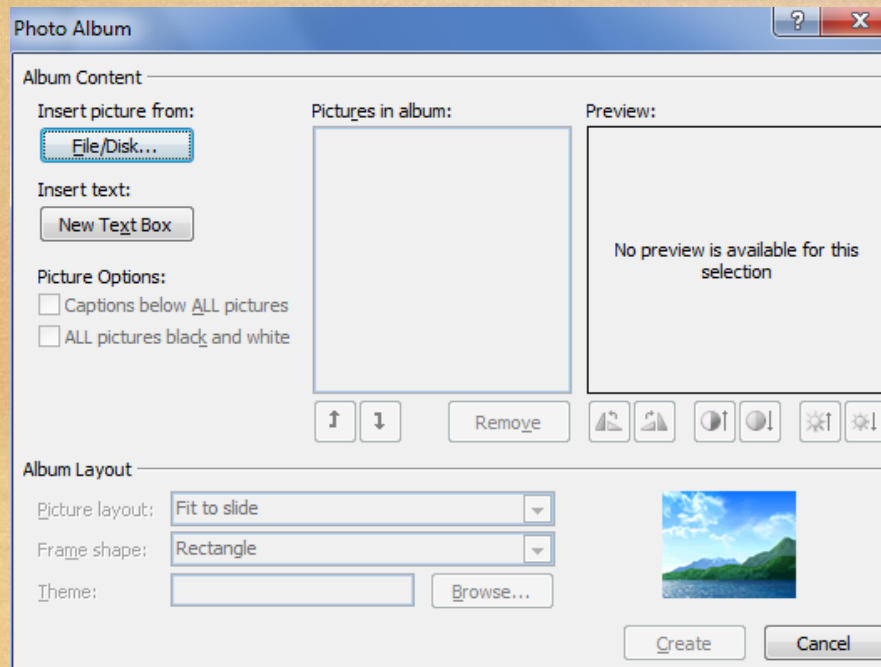 Photo Album
Album Content
Insert picture from:
File/Disk...
Insert text:
New Text Box
Picture Options:
Captions below ALL pictures
ALL pictures black and white
Pictures in album:
Remove
Preview:
No preview is available for this
selection
Album Layout
Picture layout: Fit to slide
Frame shape: Rectangle
Theme:
Browse...
Create
Cancel